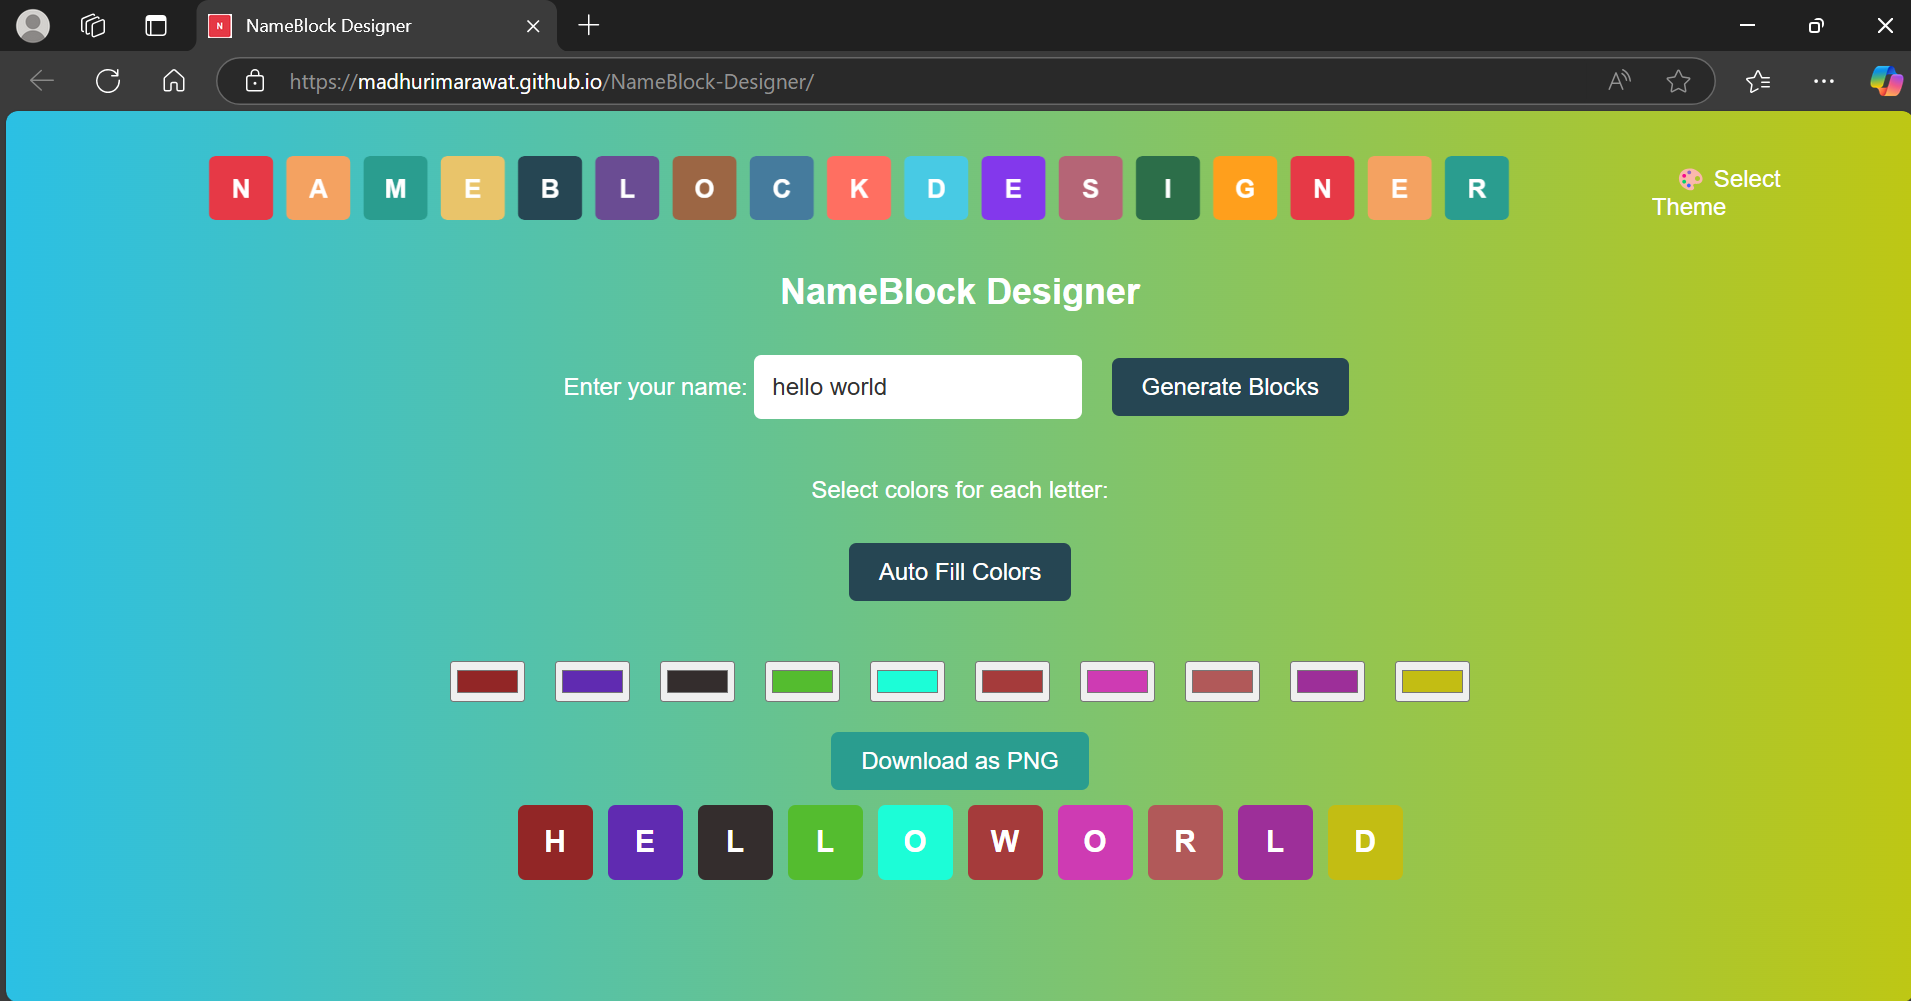 N
NameBlock Designer
https://madhurimarawat.github.io/NameBlock-Designer/
N A M E B L O C K D E S I G N E R
Select
Theme
NameBlock Designer
Enter your name: hello world Generate Blocks
Select colors for each letter:
Auto Fill Colors
Download as PNG
H E L L O W O R L D